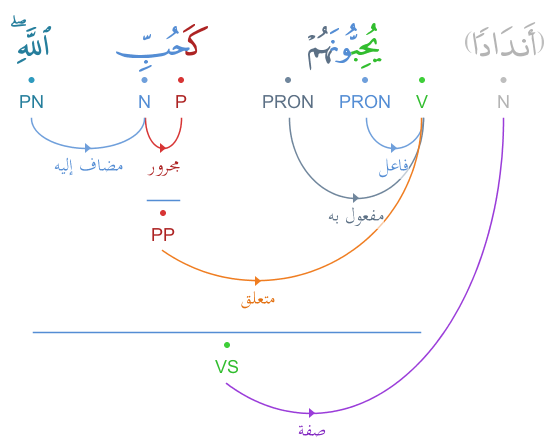 (أَندَادًا) يُحِبُّونَهُمْ كَحُبِّ ٱللَّهِ ۖ
N V PRON PRON P N PN
فاعل مجرور مضاف إليه
مفعول به
PP
متعلق
VS
صفة